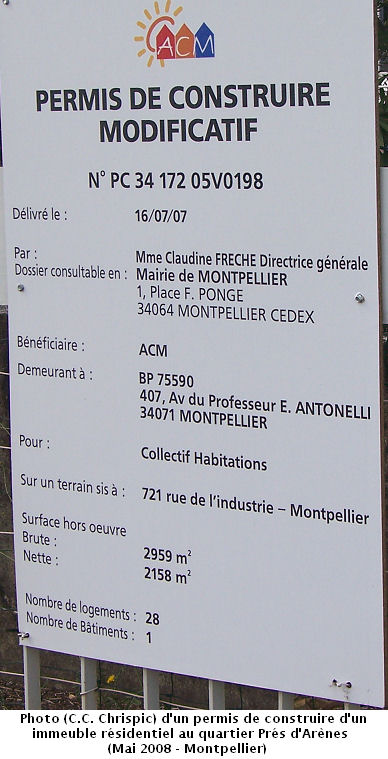 ACM
PERMIS DE CONSTRUIRE
MODIFICATIF
N° PC 34 172 05V0198
Délivré le : 16/07/07
Par : Mme Claudine FRECHE Directrice générale
Dossier consultable en : Mairie de MONTPELLIER
1, Place F. PONGE
34064 MONTPELLIER CEDEX
Bénéficiaire : ACM
Demeurant à : BP 75590
407, Av du Professeur E. ANTONELLI
34071 MONTPELLIER
Pour : Collectif Habitations
Sur un terrain sis à : 721 rue de l'industrie – Montpellier
Surface hors oeuvre
Brute : 2959 m²
Nette : 2158 m²
Nombre de logements : 28
Nombre de Bâtiments : 1
Photo (C.C. Chrispic) d'un permis de construire d'un
immeuble résidentiel au quartier Prés d'Arènes
(Mai 2008 - Montpellier)